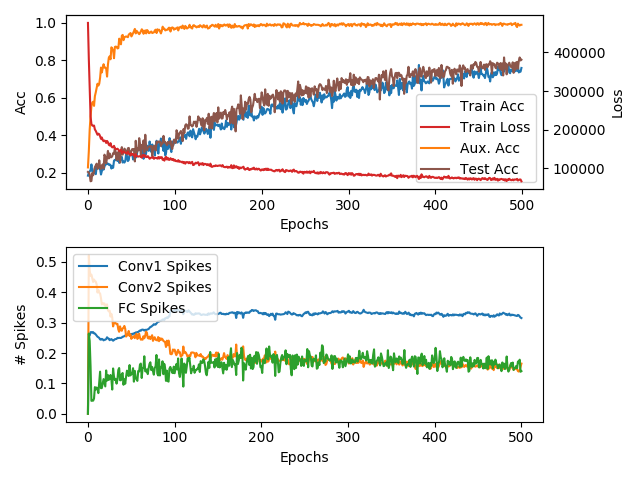 1.0
0.8
0.6
0.4
0.2
Acc
400000
300000
200000
100000
Loss
Train Acc
Train Loss
Aux. Acc
Test Acc
0 100 200 300 400 500
Epochs
0.5
0.4
0.3
0.2
0.1
0.0
# Spikes
Conv1 Spikes
Conv2 Spikes
FC Spikes
0 100 200 300 400 500
Epochs